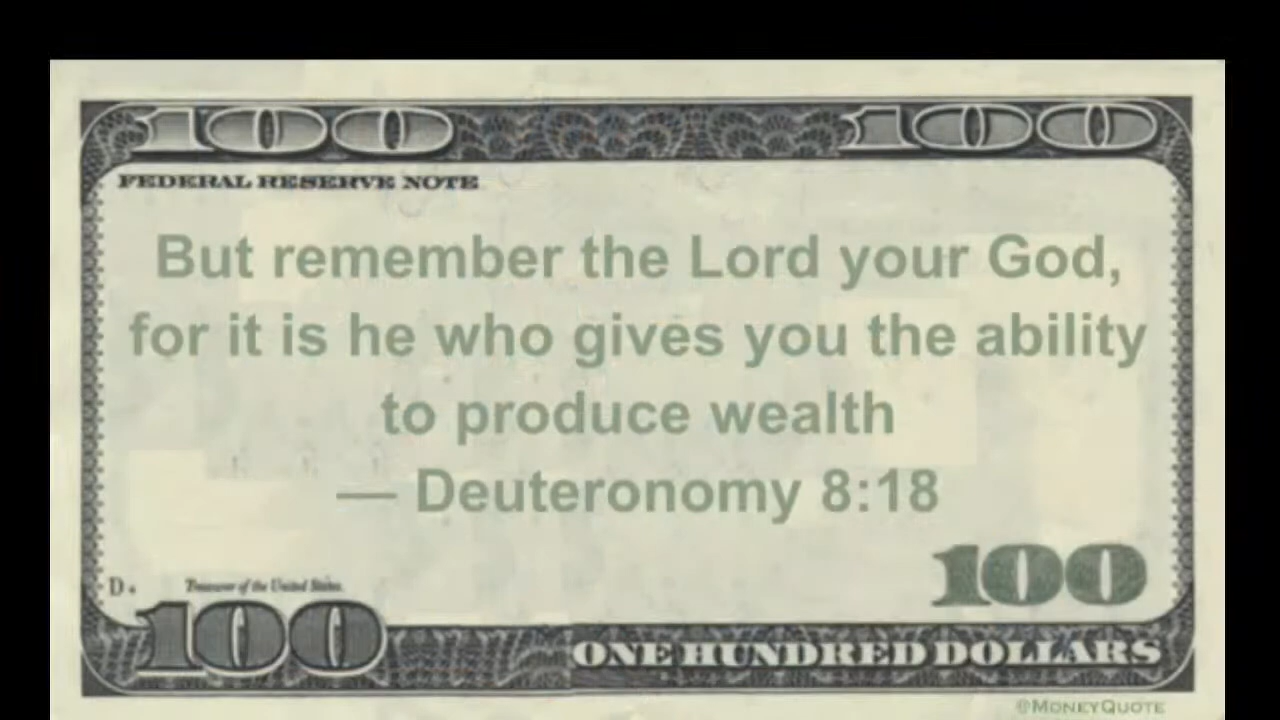 100 100
FEDERAL RESERVE NOTE
But remember the Lord your God,
for it is he who gives you the ability
to produce wealth
— Deuteronomy 8:18
100
D.
Treasurer of the United States.
100
ONE HUNDRED DOLLARS
@MONEYQUOTE